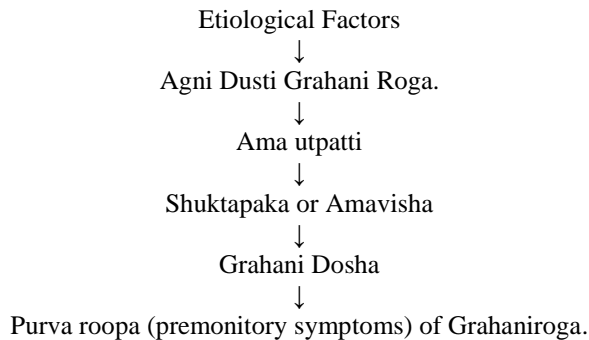 Etiological Factors
↓
Agni Dusti Grahani Roga.
↓
Ama utpatti
↓
Shuktapaka or Amavisha
↓
Grahani Dosha
↓
Purva roopa (premonitory symptoms) of Grahaniroga.